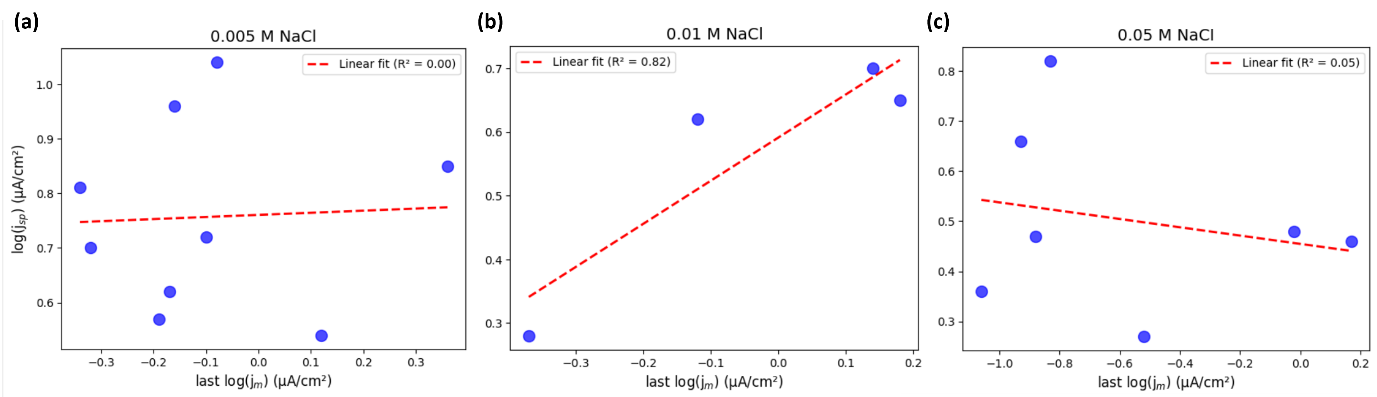 (a)
0.005 M NaCl
Linear fit (R² = 0.00)
log(jsp) (μA/cm²)
1.0
0.9
0.8
0.7
0.6
−0.3
−0.2
−0.1
0.0
0.1
0.2
0.3
last log(jm) (μA/cm²)
(b)
0.01 M NaCl
Linear fit (R² = 0.82)
0.7
0.6
0.5
0.4
0.3
−0.3
−0.2
−0.1
0.0
0.1
0.2
last log(jm) (μA/cm²)
(c)
0.05 M NaCl
Linear fit (R² = 0.05)
0.8
0.7
0.6
0.5
0.4
0.3
−1.0
−0.8
−0.6
−0.4
−0.2
0.0
0.2
last log(jm) (μA/cm²)